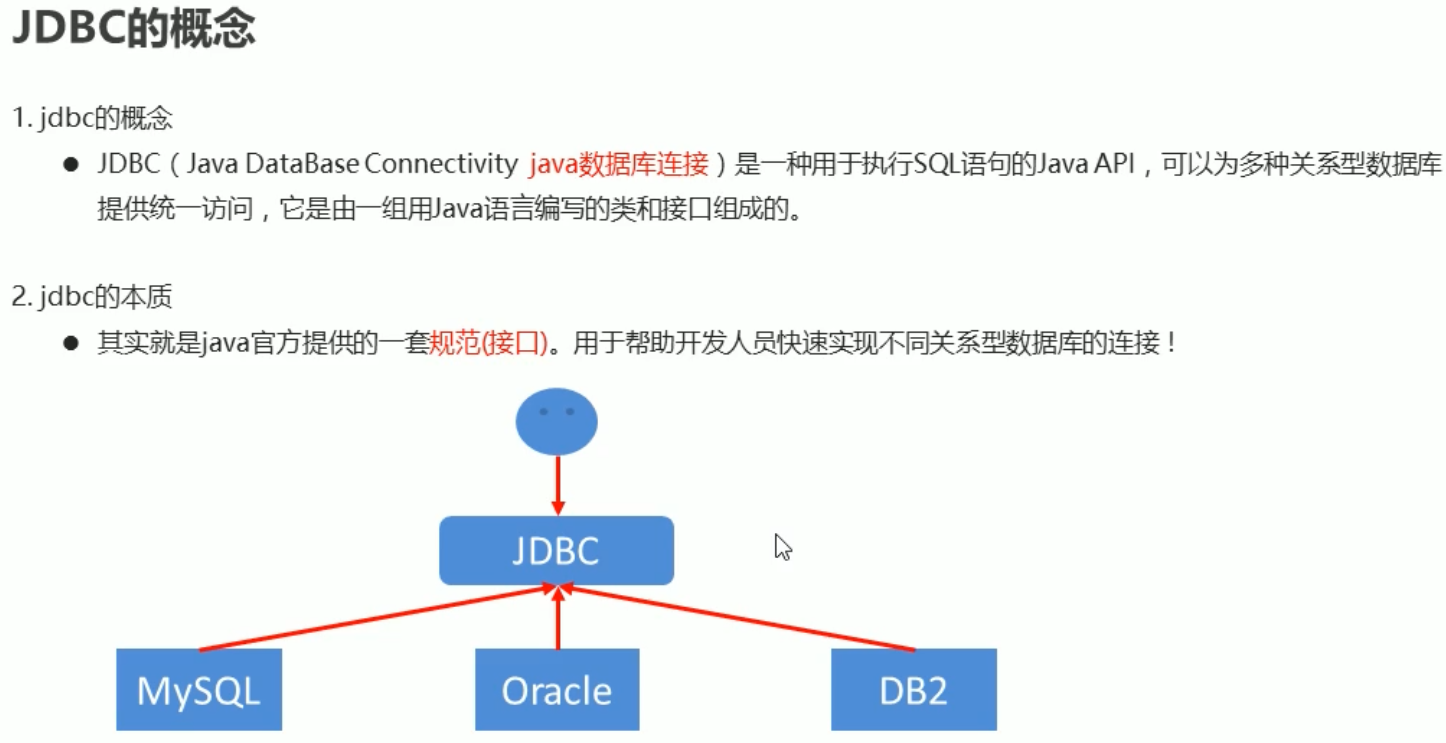 JDBC的概念
1. jdbc的概念
● JDBC（Java DataBase Connectivity java数据库连接）是一种用于执行SQL语句的Java API，可以为多种关系型数据库
提供统一访问，它是由一组用Java语言编写的类和接口组成的。
2. jdbc的本质
● 其实就是java官方提供的一套规范(接口)。用于帮助开发人员快速实现不同关系型数据库的连接！
JDBC
MySQL
Oracle
DB2